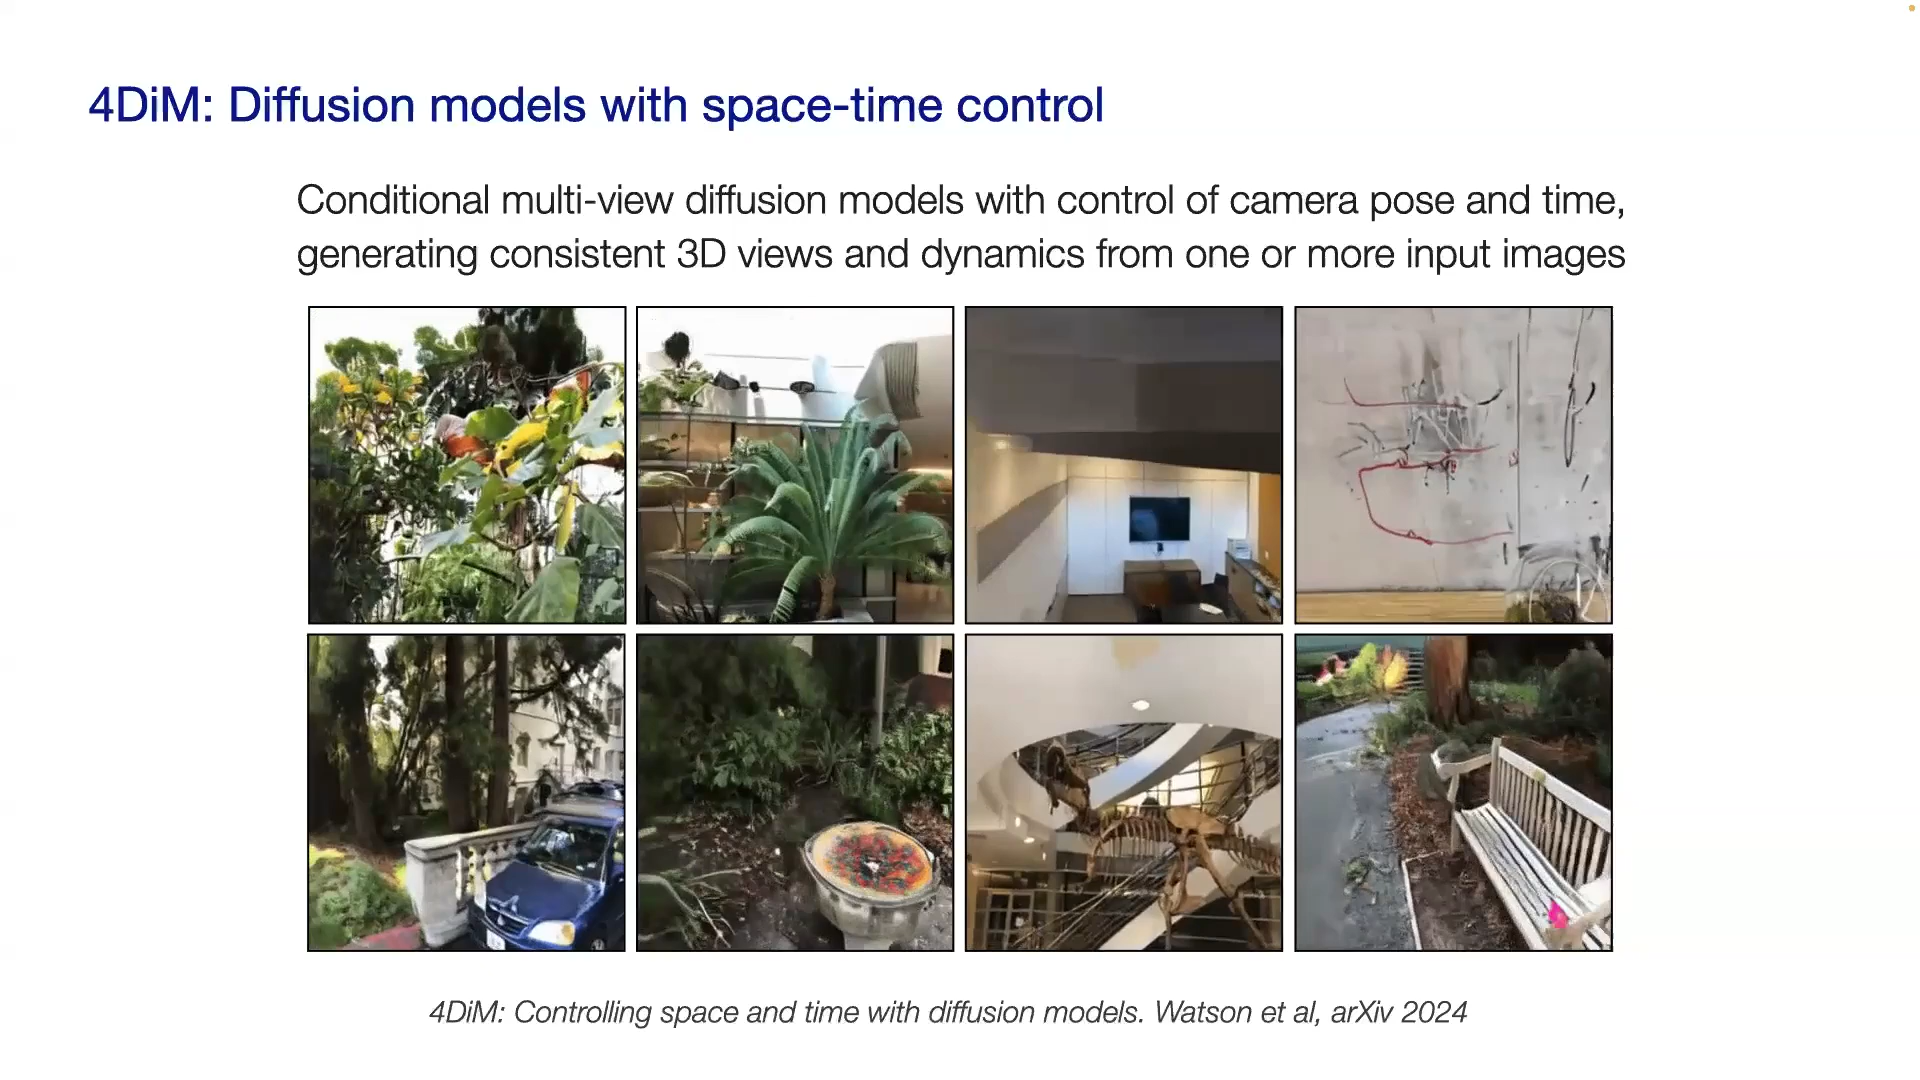 4DiM: Diffusion models with space-time control
Conditional multi-view diffusion models with control of camera pose and time,
generating consistent 3D views and dynamics from one or more input images
4DiM: Controlling space and time with diffusion models. Watson et al, arXiv 2024